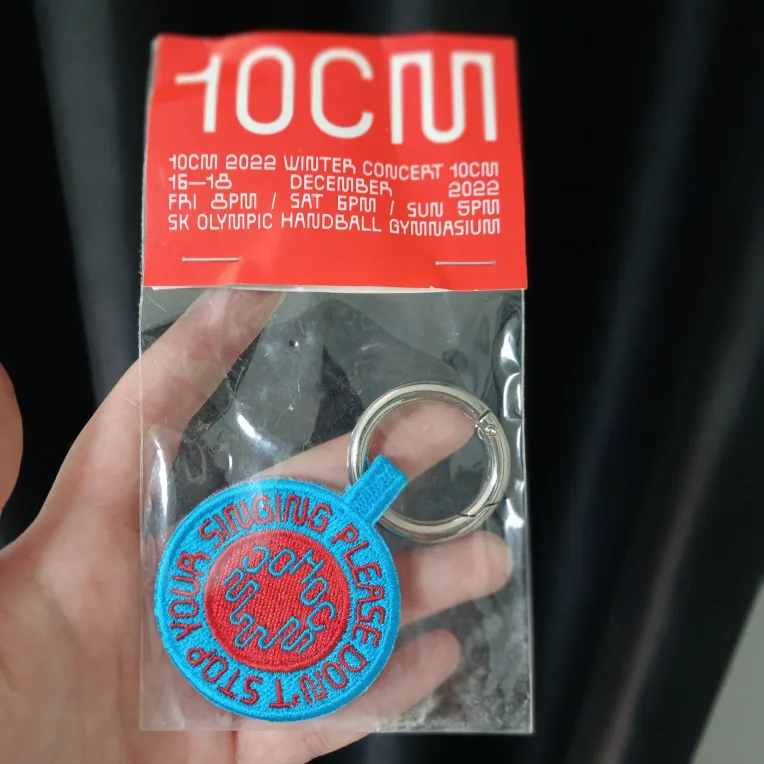 10CM
10CM 2022 WINTER CONCERT 10CM
16—18 DECEMBER 2022
FRI 8PM / SAT 6PM / SUN 5PM
SK OLYMPIC HANDBALL GYMNASIUM
PLEASE DON'T STOP YOUR SINGING